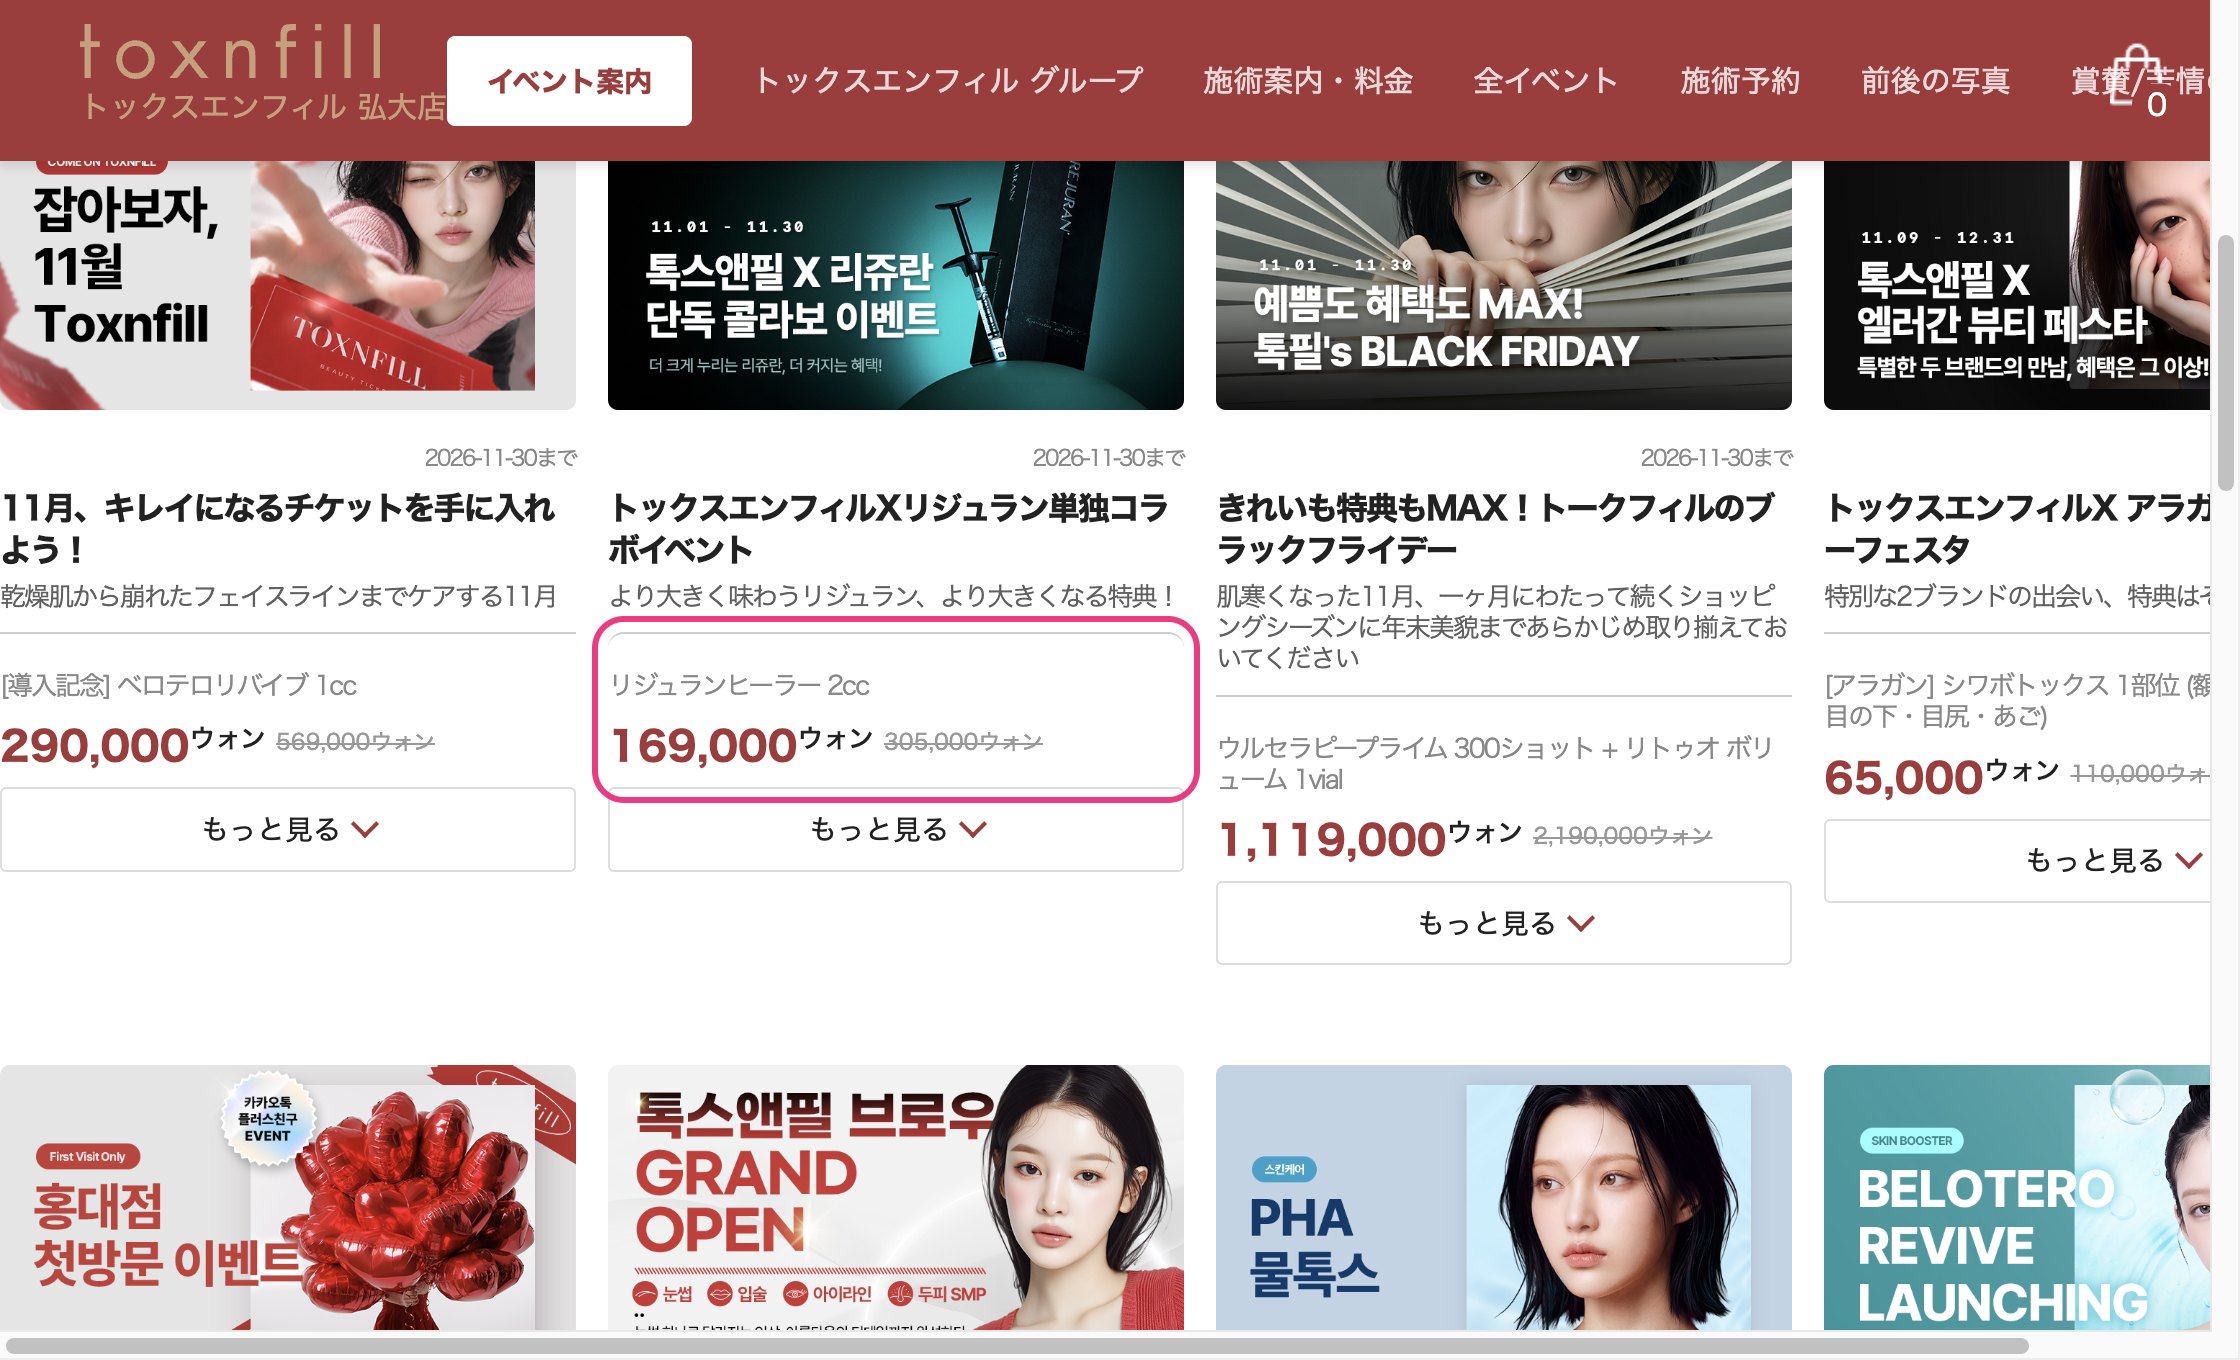 toxnfill
トックスエンフィル 弘大店
イベント案内
トックスエンフィル グループ
施術案内・料金
全イベント
施術予約
前後の写真
賞賛/苦情
0
COME ON TOXNFILL
잡아보자,
11월
Toxnfill
TOXNFILL
11.01 - 11.30
톡스앤필 X 리쥬란
단독 콜라보 이벤트
더 크게 누리는 리쥬란, 더 커지는 혜택!
REJURAN
11.01 - 11.30
예쁨도 혜택도 MAX!
톡필's BLACK FRIDAY
11.09 - 12.31
톡스앤필 X
엘러간 뷰티 페스타
특별한 두 브랜드의 만남, 혜택은 그 이상!
2026-11-30まで
11月、キレイになるチケットを手に入れ
よう！
乾燥肌から崩れたフェイスラインまでケアする11月
[導入記念] ベロテロリバイブ 1cc
290,000ウォン 569,000ウォン
もっと見る
2026-11-30まで
トックスエンフィルXリジュラン単独コラ
ボイベント
より大きく味わうリジュラン、より大きくなる特典！
リジュランヒーラー 2cc
169,000ウォン 305,000ウォン
もっと見る
2026-11-30まで
きれいも特典もMAX！トークフィルのブ
ラックフライデー
肌寒くなった11月、一ヶ月にわたって続くショッピ
ングシーズンに年末美貌まであらかじめ取り揃えてお
いてください
ウルセラピープライム 300ショット + リトゥオ ボリ
ューム 1vial
1,119,000ウォン 2,190,000ウォン
もっと見る
トックスエンフィルX アラガ
ーフェスタ
特別な2ブランドの出会い、特典はそ
[アラガン] シワボトックス 1部位 (額
目の下・目尻・あご)
65,000ウォン 110,000ウォ
もっと見る
카카오톡
플러스친구
EVENT
First Visit Only
홍대점
첫방문 이벤트
톡스앤필 브로우
GRAND
OPEN
눈썹 입술 아이라인 두피 SMP
스킨케어
PHA
물톡스
SKIN BOOSTER
BELOTERO
REVIVE
LAUNCHING